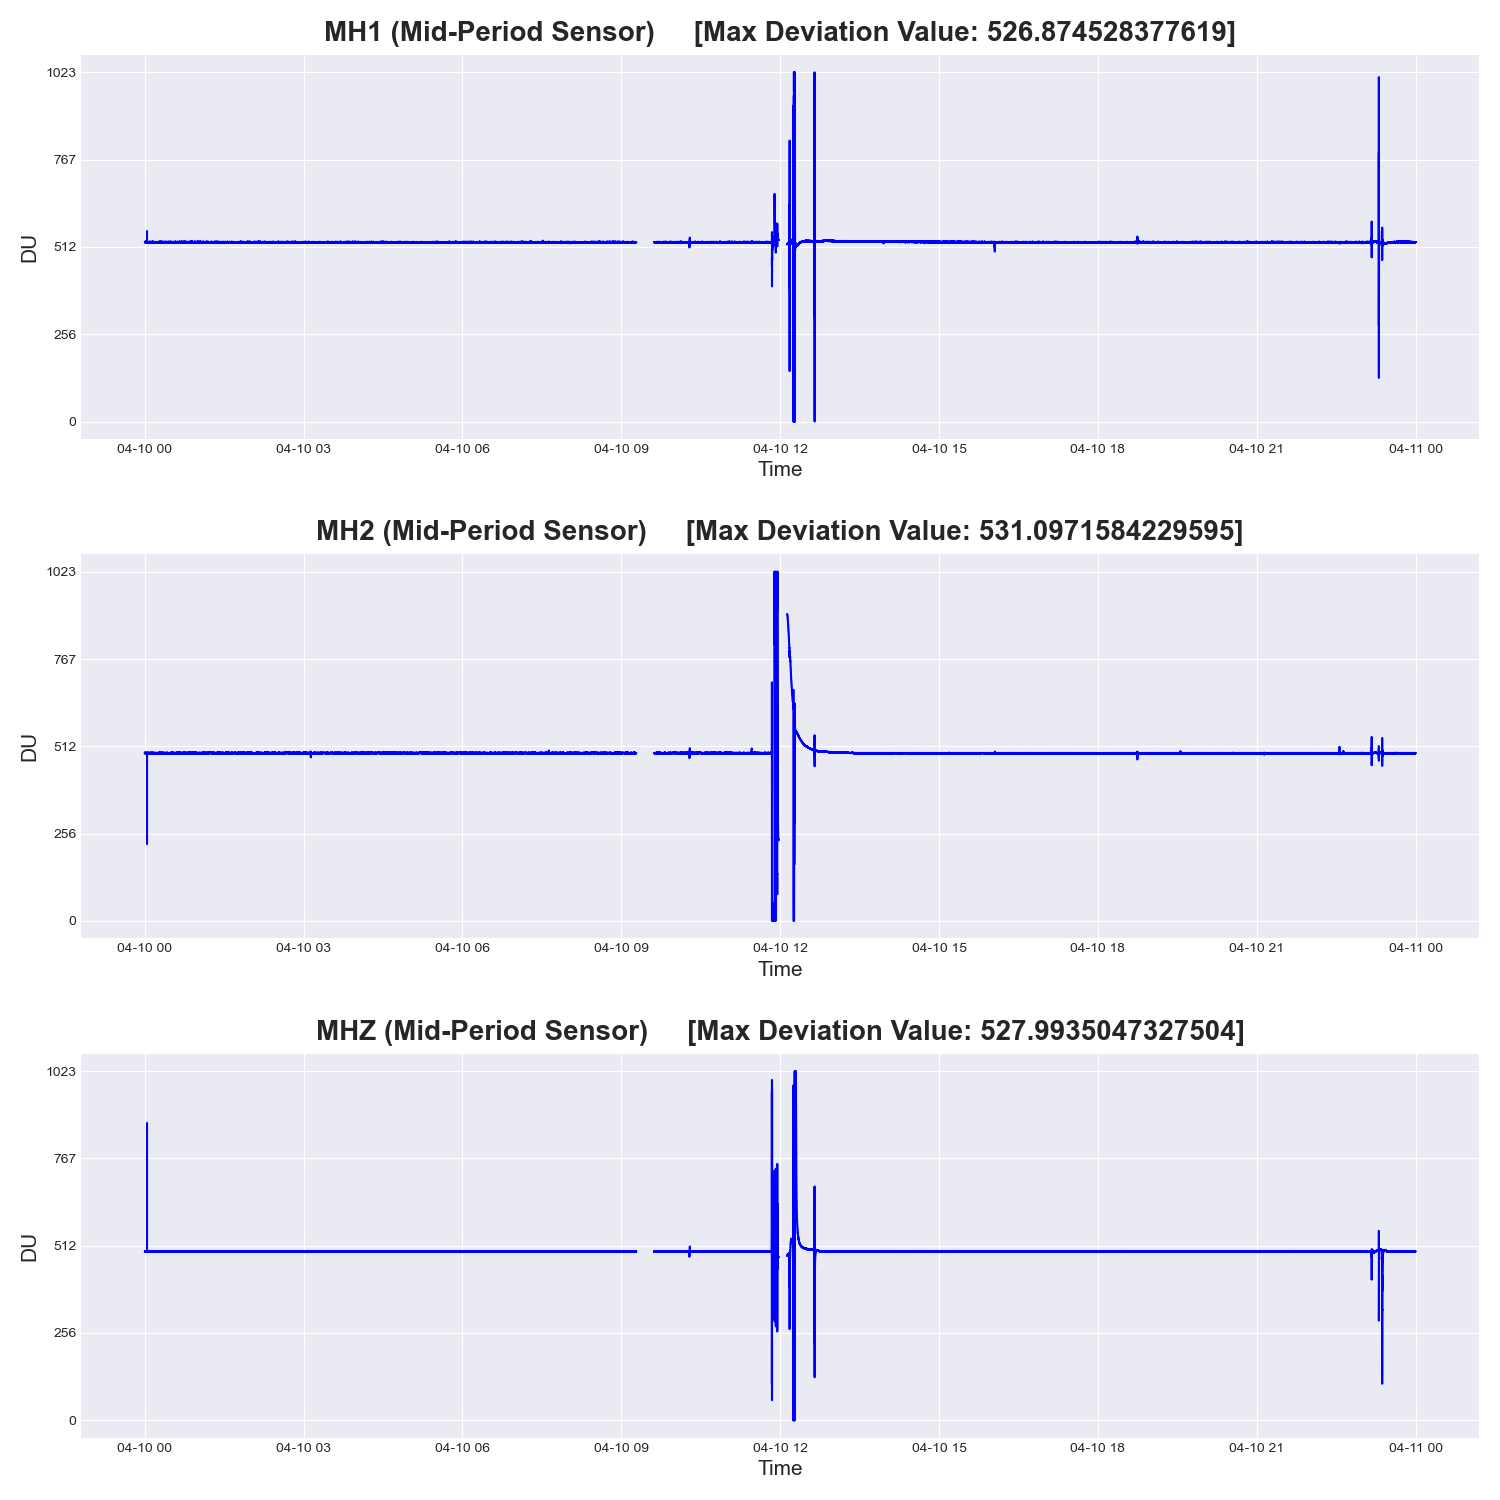 MH1 (Mid-Period Sensor) [Max Deviation Value: 526.874528377619]
1023
767
512
256
0
DU
04-10 00 04-10 03 04-10 06 04-10 09 04-10 12 04-10 15 04-10 18 04-10 21 04-11 00
Time
MH2 (Mid-Period Sensor) [Max Deviation Value: 531.0971584229595]
1023
767
512
256
0
DU
04-10 00 04-10 03 04-10 06 04-10 09 04-10 12 04-10 15 04-10 18 04-10 21 04-11 00
Time
MHZ (Mid-Period Sensor) [Max Deviation Value: 527.9935047327504]
1023
767
512
256
0
DU
04-10 00 04-10 03 04-10 06 04-10 09 04-10 12 04-10 15 04-10 18 04-10 21 04-11 00
Time